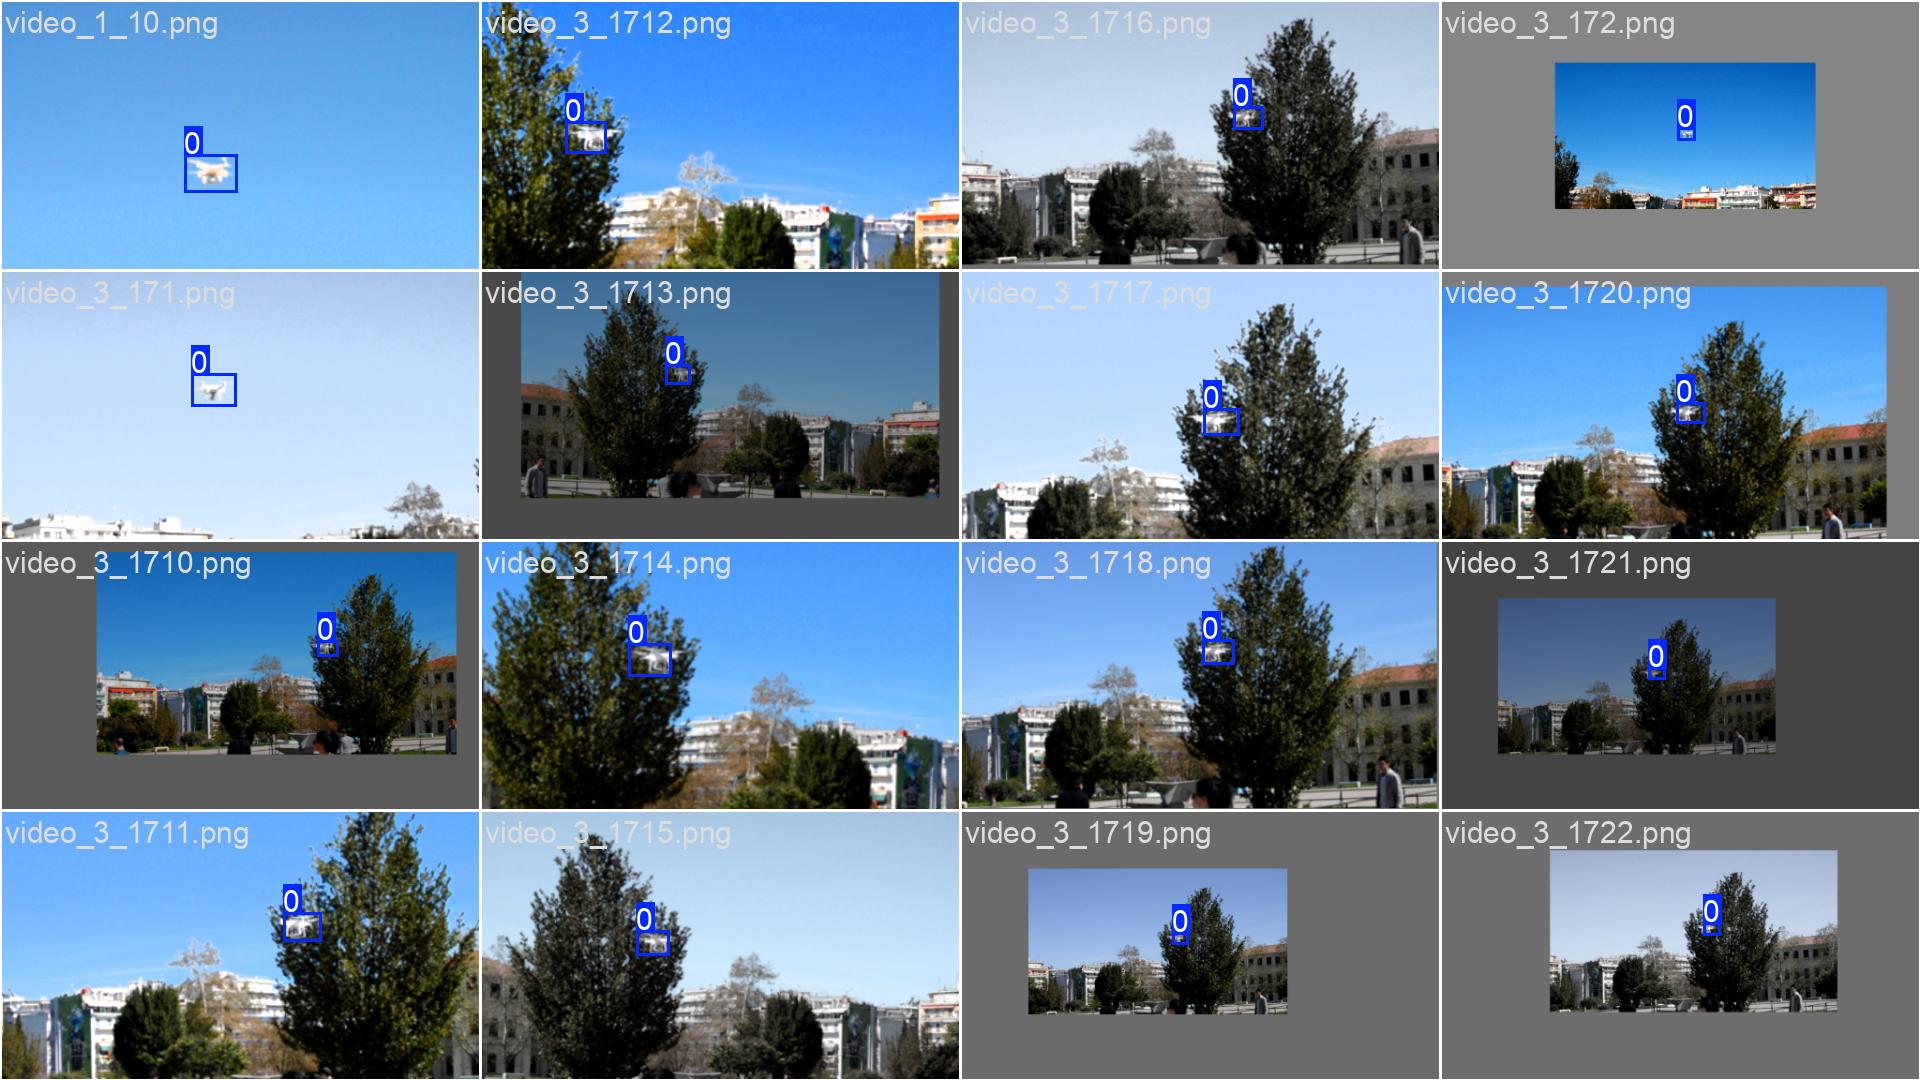 video_1_10.png
video_3_1712.png
video_3_1716.png
video_3_172.png
0
0
0
0
video_3_171.png
video_3_1713.png
video_3_1717.png
video_3_1720.png
0
0
0
0
video_3_1710.png
video_3_1714.png
video_3_1718.png
video_3_1721.png
0
0
0
0
video_3_1711.png
video_3_1715.png
video_3_1719.png
video_3_1722.png
0
0
0
0